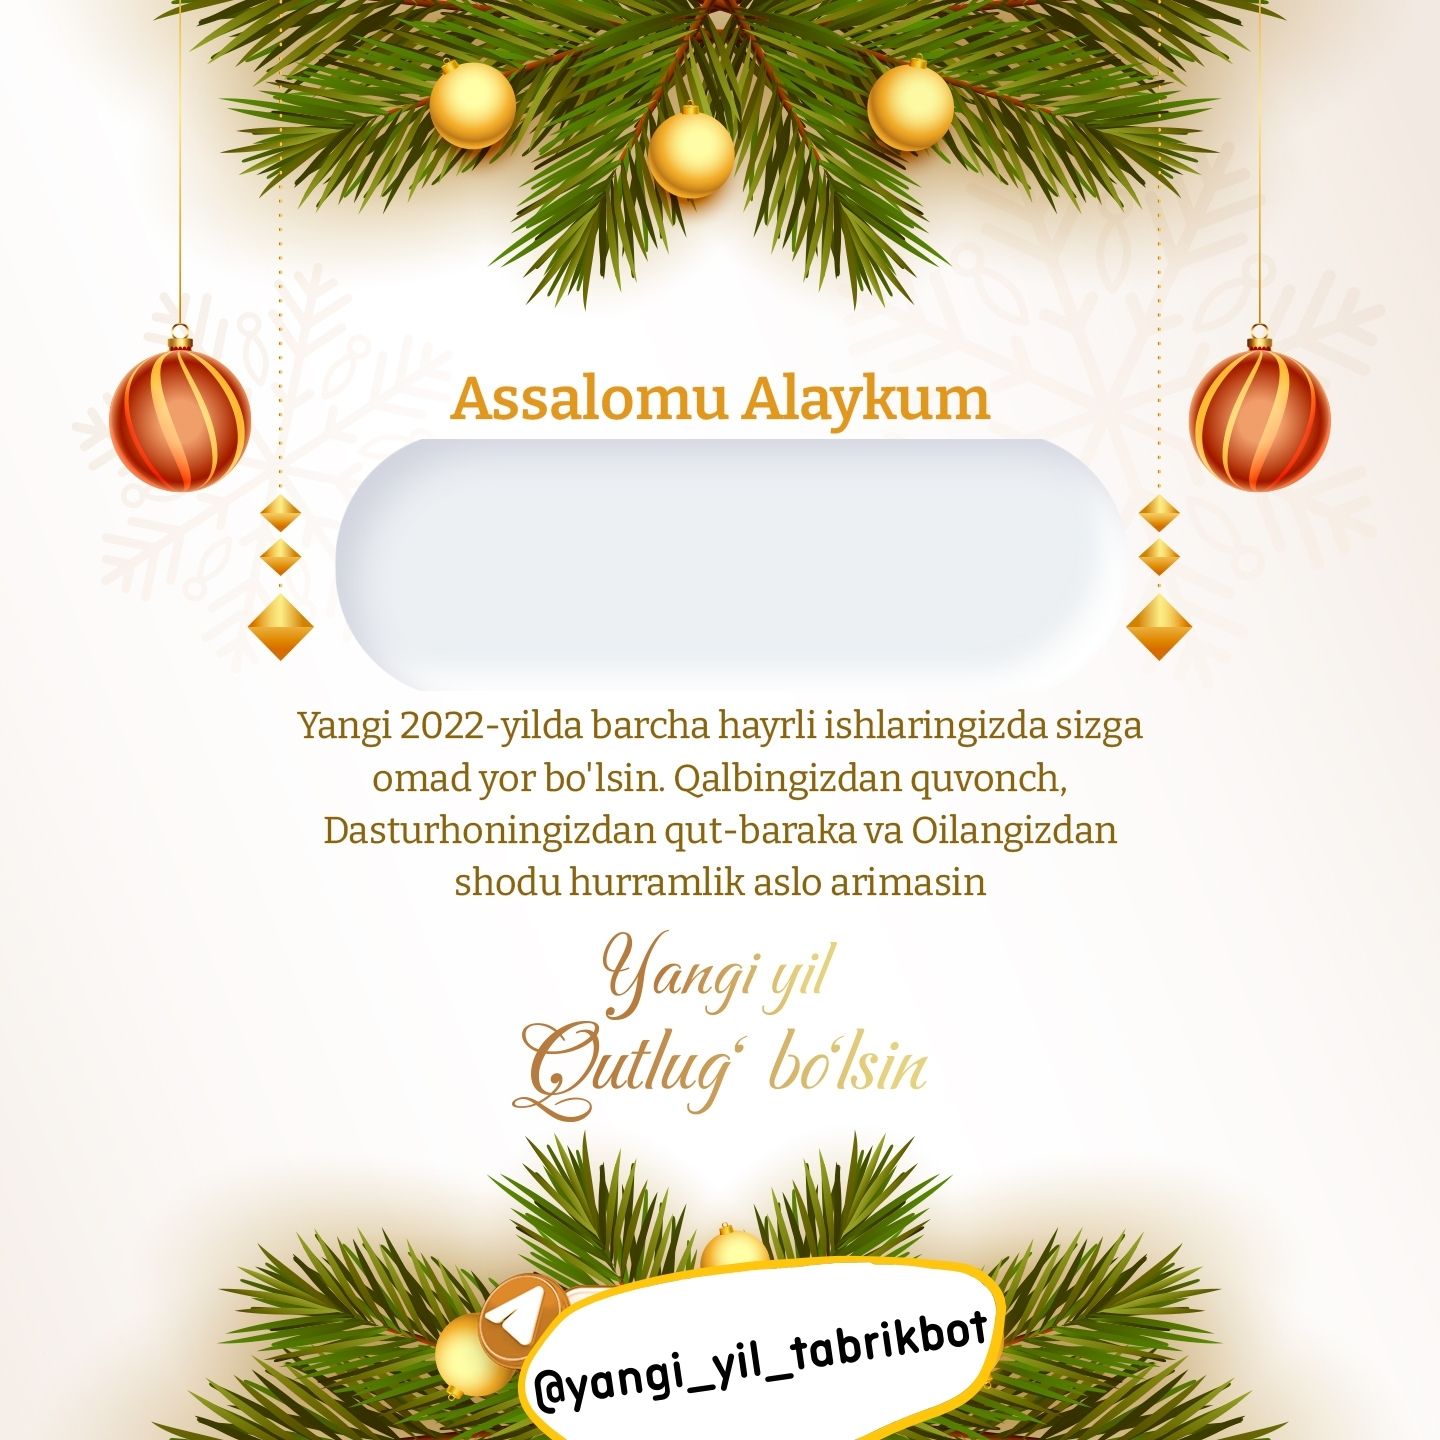 Assalomu Alaykum
Yangi 2022-yilda barcha hayrli ishlaringizda sizga
omad yor bo'lsin. Qalbingizdan quvonch,
Dasturhoningizdan qut-baraka va Oilangizdan
shodu hurramlik aslo arimasin
Yangi yil
Qutlug‘ bo‘lsin
@yangi_yil_tabrikbot